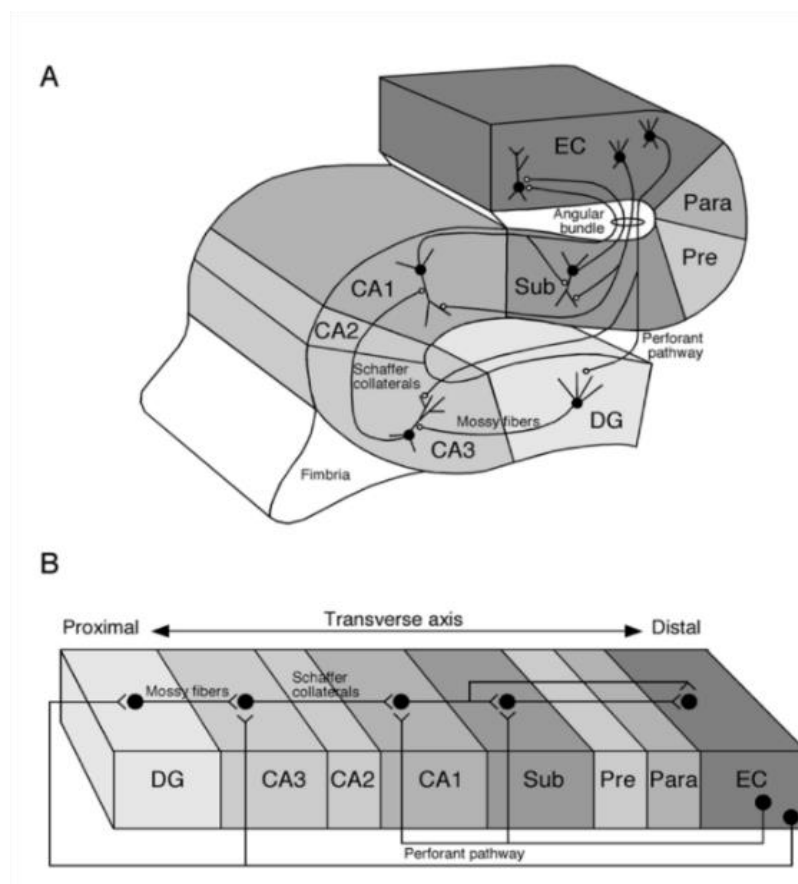 A
EC
Para
Angular
bundle
Pre
CA1
Sub
CA2
Perforant
pathway
Schaffer
collaterals
Mossy fibers
DG
CA3
Fimbria
B
Proximal
Transverse axis
Distal
Mossy fibers
Schaffer
collaterals
DG
CA3
CA2
CA1
Sub
Pre
Para
EC
Perforant pathway